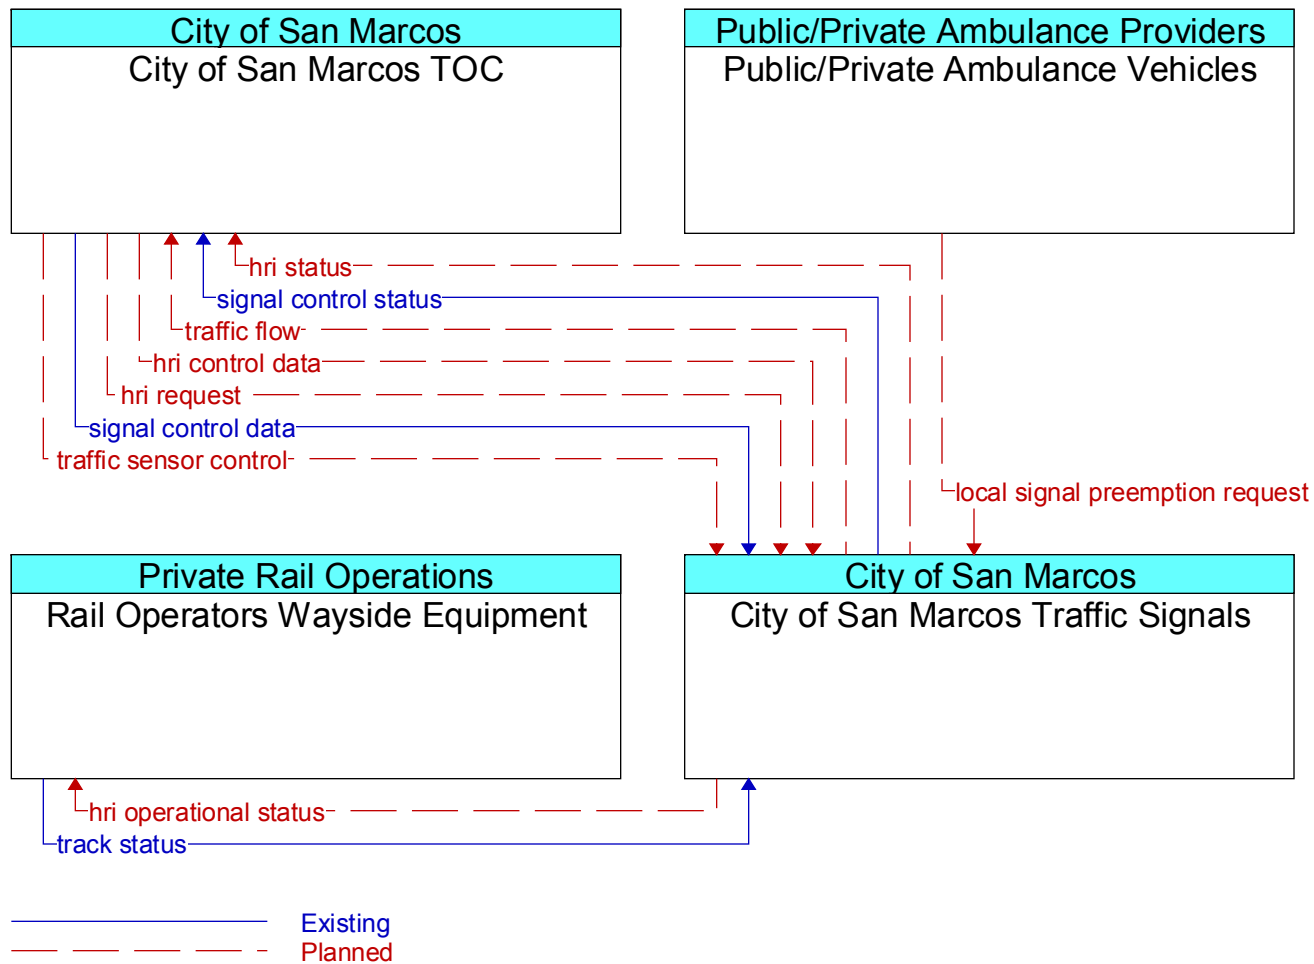 City of San Marcos
City of San Marcos TOC
Public/Private Ambulance Providers
Public/Private Ambulance Vehicles
hri status
signal control status
traffic flow
hri control data
hri request
signal control data
traffic sensor control
local signal preemption request
Private Rail Operations
Rail Operators Wayside Equipment
City of San Marcos
City of San Marcos Traffic Signals
hri operational status
track status
Existing
Planned